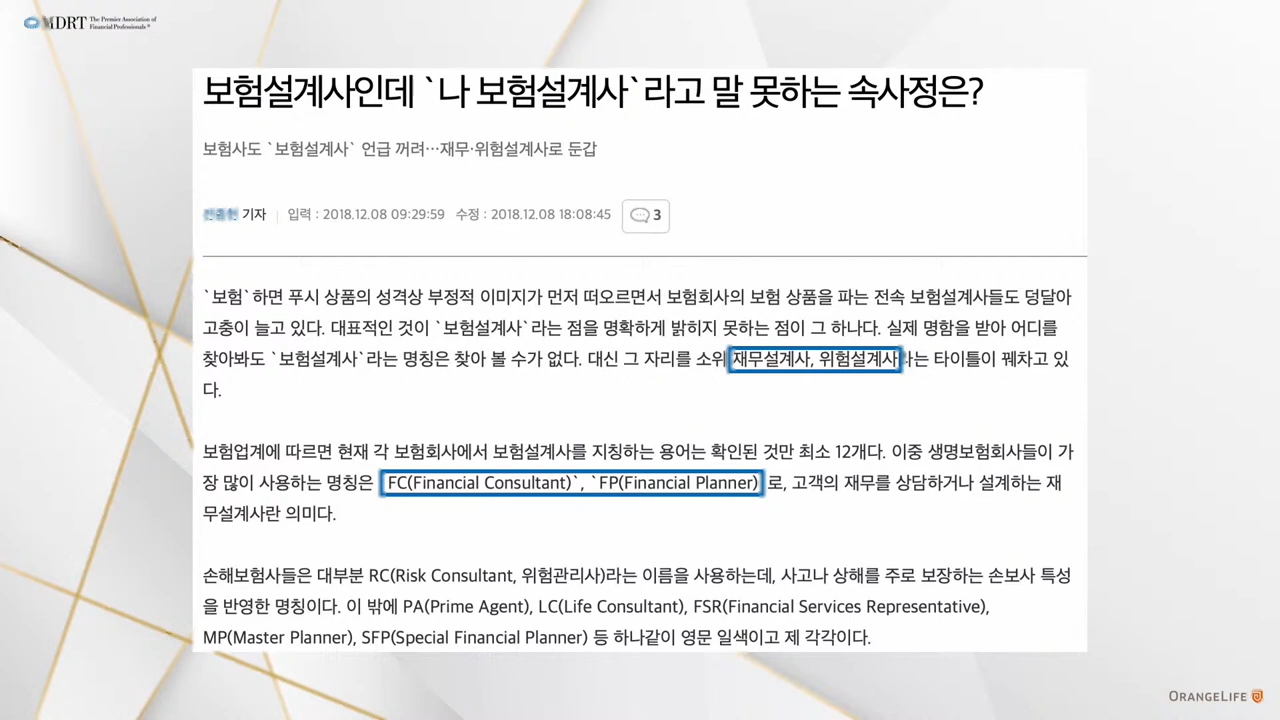 MDRT The Premier Association of
Financial Professionals®
보험설계사인데 `나 보험설계사`라고 말 못하는 속사정은?
보험사도 `보험설계사` 언급 꺼려…재무·위험설계사로 둔갑
기자 입력 : 2018.12.08 09:29:59 수정 : 2018.12.08 18:08:45 3
`보험`하면 푸시 상품의 성격상 부정적 이미지가 먼저 떠오르면서 보험회사의 보험 상품을 파는 전속 보험설계사들도 덩달아
고충이 늘고 있다. 대표적인 것이 `보험설계사`라는 점을 명확하게 밝히지 못하는 점이 그 하나다. 실제 명함을 받아 어디를
찾아봐도 `보험설계사`라는 명칭은 찾아 볼 수가 없다. 대신 그 자리를 소위 재무설계사, 위험설계사라는 타이틀이 꿰차고 있
다.
보험업계에 따르면 현재 각 보험회사에서 보험설계사를 지칭하는 용어는 확인된 것만 최소 12개다. 이중 생명보험회사들이 가
장 많이 사용하는 명칭은 FC(Financial Consultant)`, `FP(Financial Planner) 로, 고객의 재무를 상담하거나 설계하는 재
무설계사란 의미다.
손해보험사들은 대부분 RC(Risk Consultant, 위험관리사)라는 이름을 사용하는데, 사고나 상해를 주로 보장하는 손보사 특성
을 반영한 명칭이다. 이 밖에 PA(Prime Agent), LC(Life Consultant), FSR(Financial Services Representative),
MP(Master Planner), SFP(Special Financial Planner) 등 하나같이 영문 일색이고 제 각각이다.
ORANGELIFE